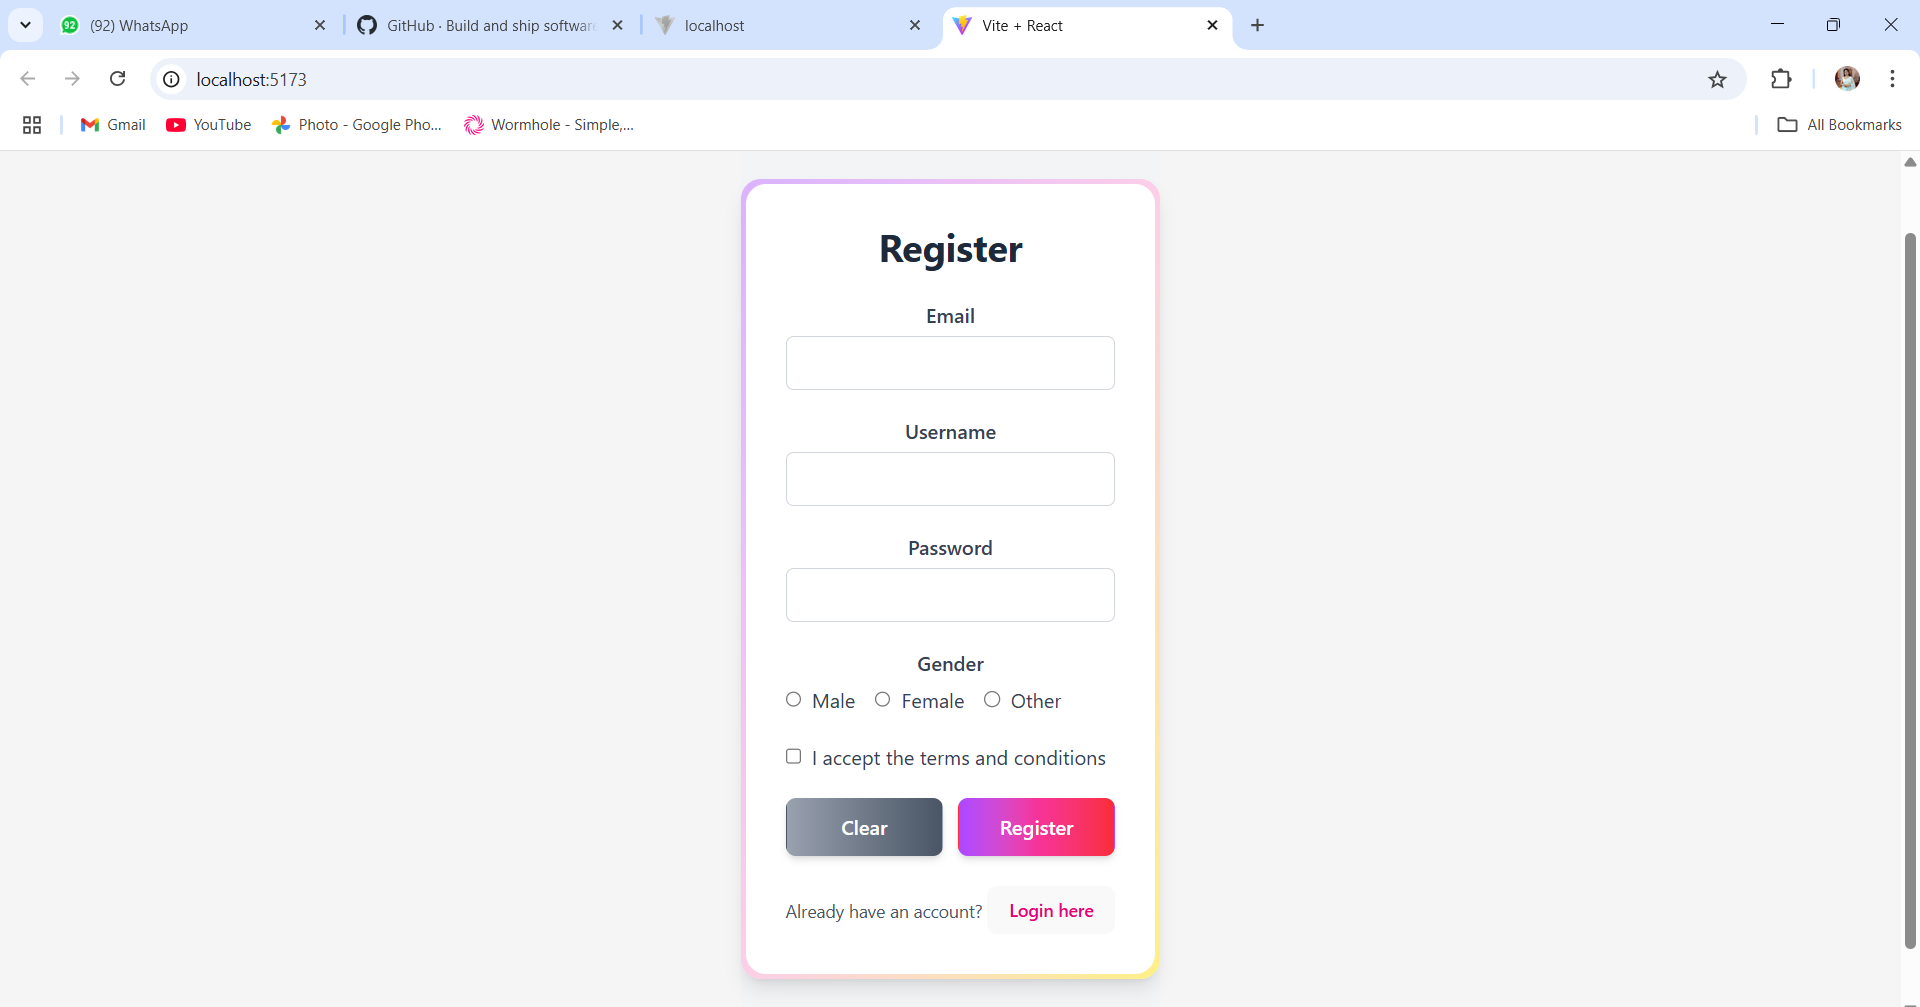 92 (92) WhatsApp
GitHub · Build and ship software
localhost
Vite + React
localhost:5173
Gmail
YouTube
Photo - Google Pho...
Wormhole - Simple,...
All Bookmarks
Register
Email
Username
Password
Gender
Male Female Other
I accept the terms and conditions
Clear Register
Already have an account? Login here